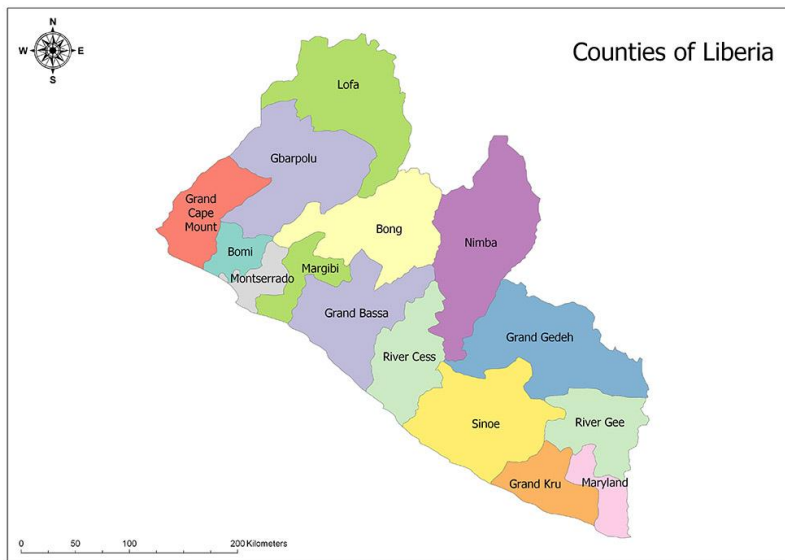 N
W E
S
Counties of Liberia
Lofa
Gbarpolu
Grand
Cape
Mount
Bong
Nimba
Bomi
Margibi
Montserrado
Grand Bassa
Grand Gedeh
River Cess
Sinoe
River Gee
Grand Kru
Maryland
0 50 100 200 Kilometers